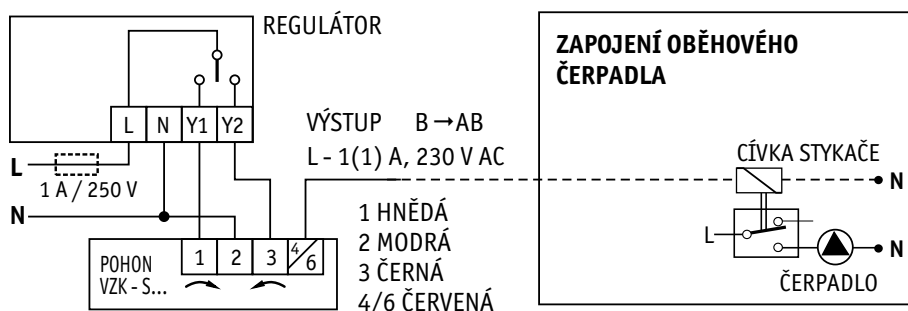 REGULÁTOR
L N Y1 Y2
L
1 A / 250 V
N
POHON
VZK - S...
1 2 3 4/6
VÝSTUP B → AB
L - 1(1) A, 230 V AC
1 HNĚDÁ
2 MODRÁ
3 ČERNÁ
4/6 ČERVENÁ
ZAPOJENÍ OBĚHOVÉHO
ČERPADLA
CÍVKA STYKAČE
N
L
N
ČERPADLO